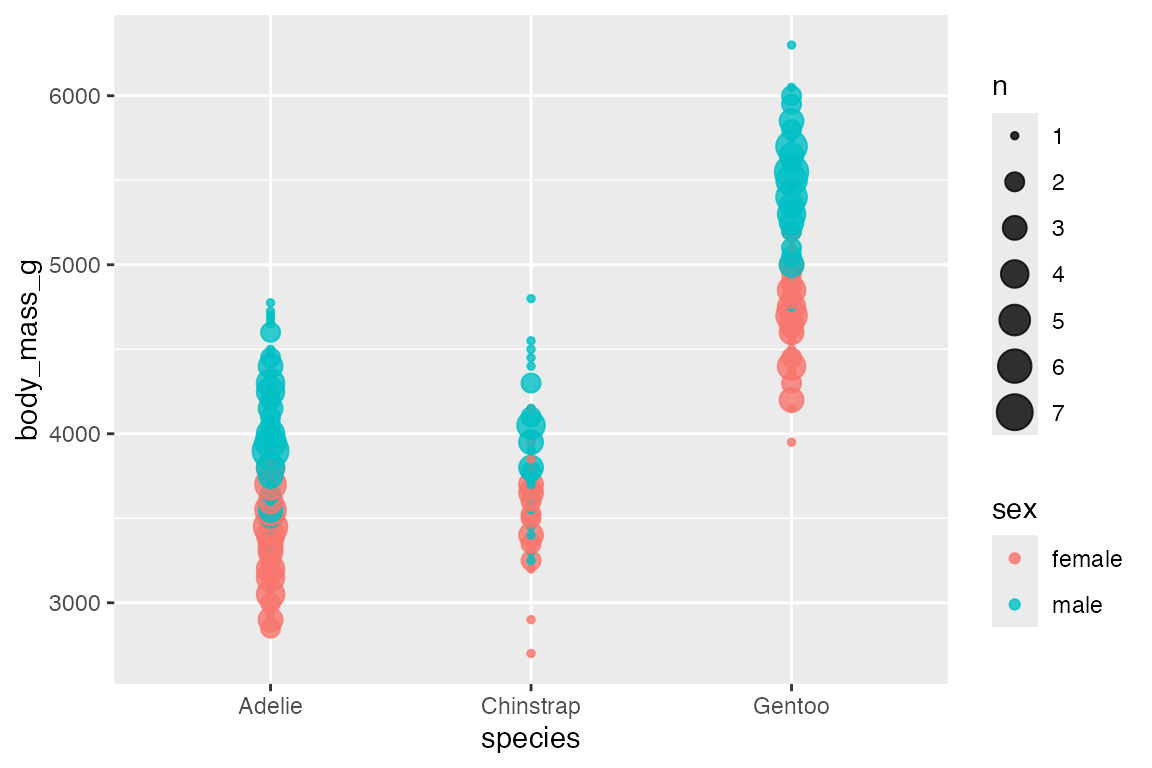 body_mass_g
6000
5000
4000
3000
Adelie
Chinstrap
Gentoo
species
n
1
2
3
4
5
6
7
sex
female
male